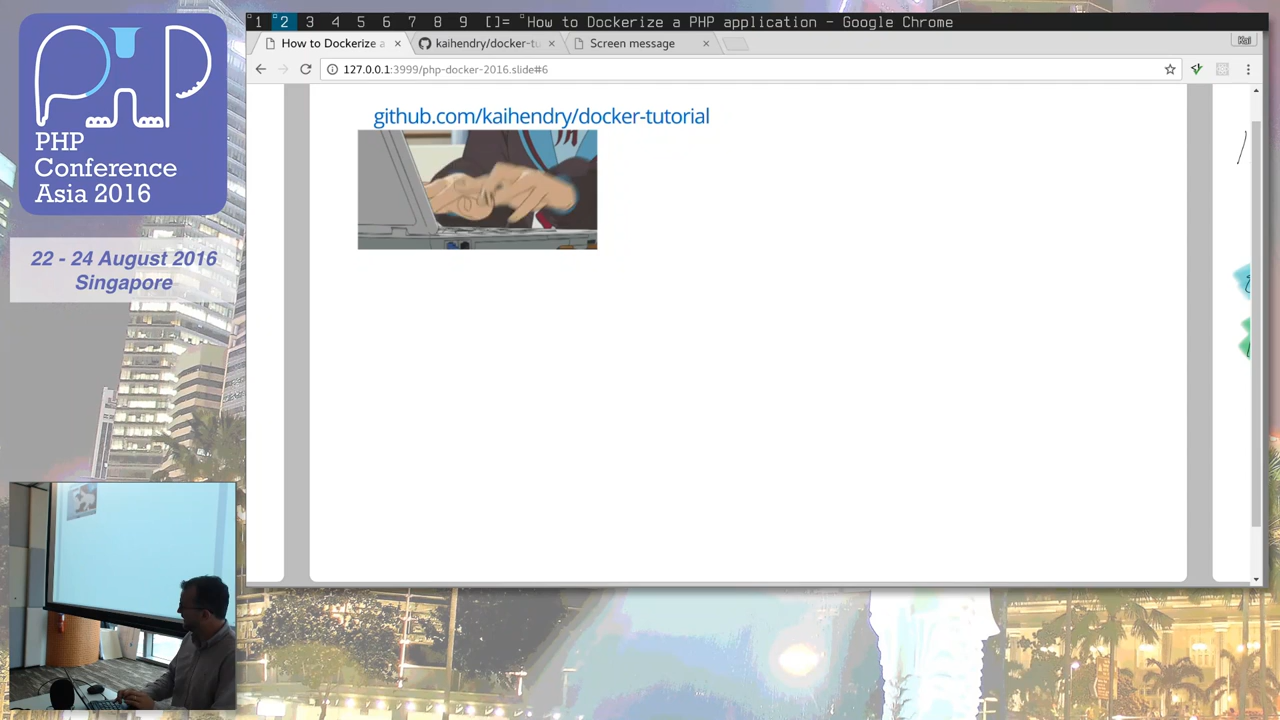 PHP
Conference
Asia 2016
22 - 24 August 2016
Singapore
1 2 3 4 5 6 7 8 9 []= How to Dockerize a PHP application - Google Chrome
How to Dockerize a × kaihendry/docker-tu × Screen message × Kai
127.0.0.1:3999/php-docker-2016.slide#6
github.com/kaihendry/docker-tutorial